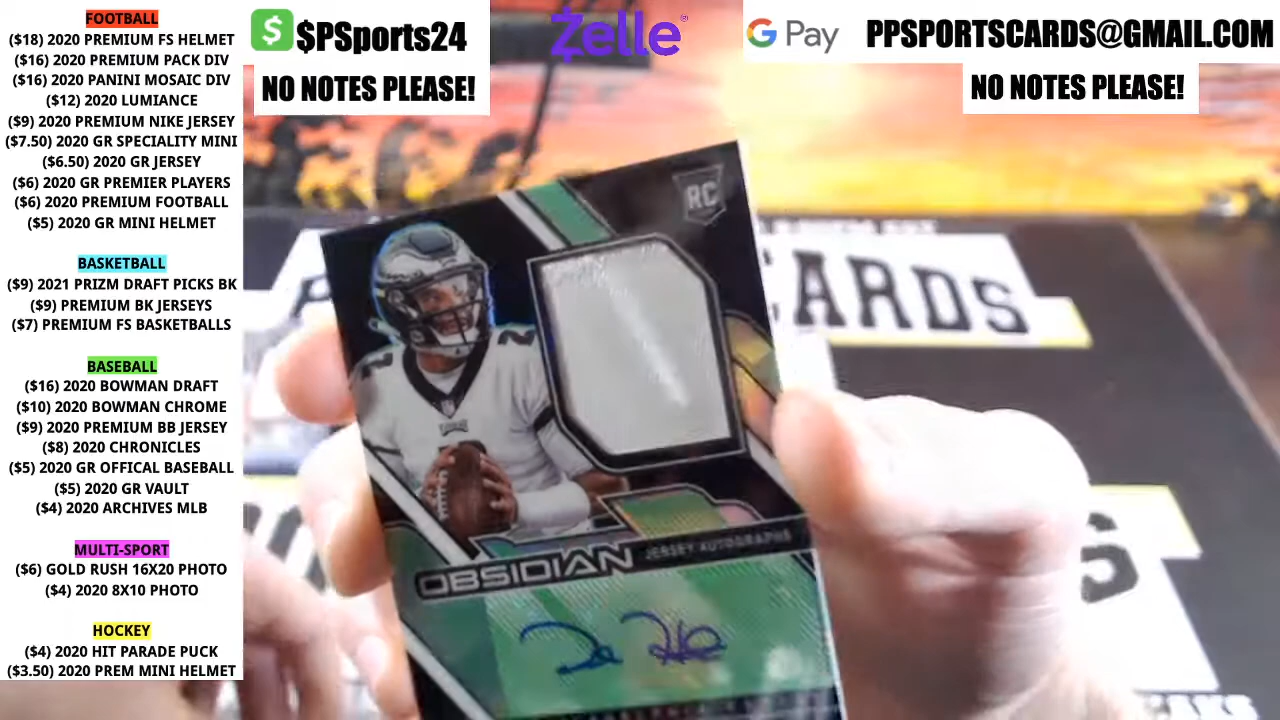 FOOTBALL
($18) 2020 PREMIUM FS HELMET
($16) 2020 PREMIUM PACK DIV
($16) 2020 PANINI MOSAIC DIV
($12) 2020 LUMIANCE
($9) 2020 PREMIUM NIKE JERSEY
($7.50) 2020 GR SPECIALITY MINI
($6.50) 2020 GR JERSEY
($6) 2020 GR PREMIER PLAYERS
($6) 2020 PREMIUM FOOTBALL
($5) 2020 GR MINI HELMET
BASKETBALL
($9) 2021 PRIZM DRAFT PICKS BK
($9) PREMIUM BK JERSEYS
($7) PREMIUM FS BASKETBALLS
BASEBALL
($16) 2020 BOWMAN DRAFT
($10) 2020 BOWMAN CHROME
($9) 2020 PREMIUM BB JERSEY
($8) 2020 CHRONICLES
($5) 2020 GR OFFICAL BASEBALL
($5) 2020 GR VAULT
($4) 2020 ARCHIVES MLB
MULTI-SPORT
($6) GOLD RUSH 16X20 PHOTO
($4) 2020 8X10 PHOTO
HOCKEY
($4) 2020 HIT PARADE PUCK
($3.50) 2020 PREM MINI HELMET
$ $PSports24
NO NOTES PLEASE!
Zelle®
G Pay
PPSPORTSCARDS@GMAIL.COM
NO NOTES PLEASE!
RC
2
OBSIDIAN
JERSEY AUTOGRAPHS
CARDS